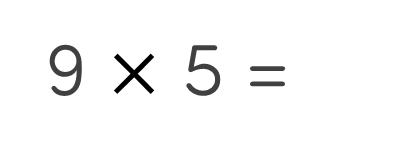 9 × 5 =